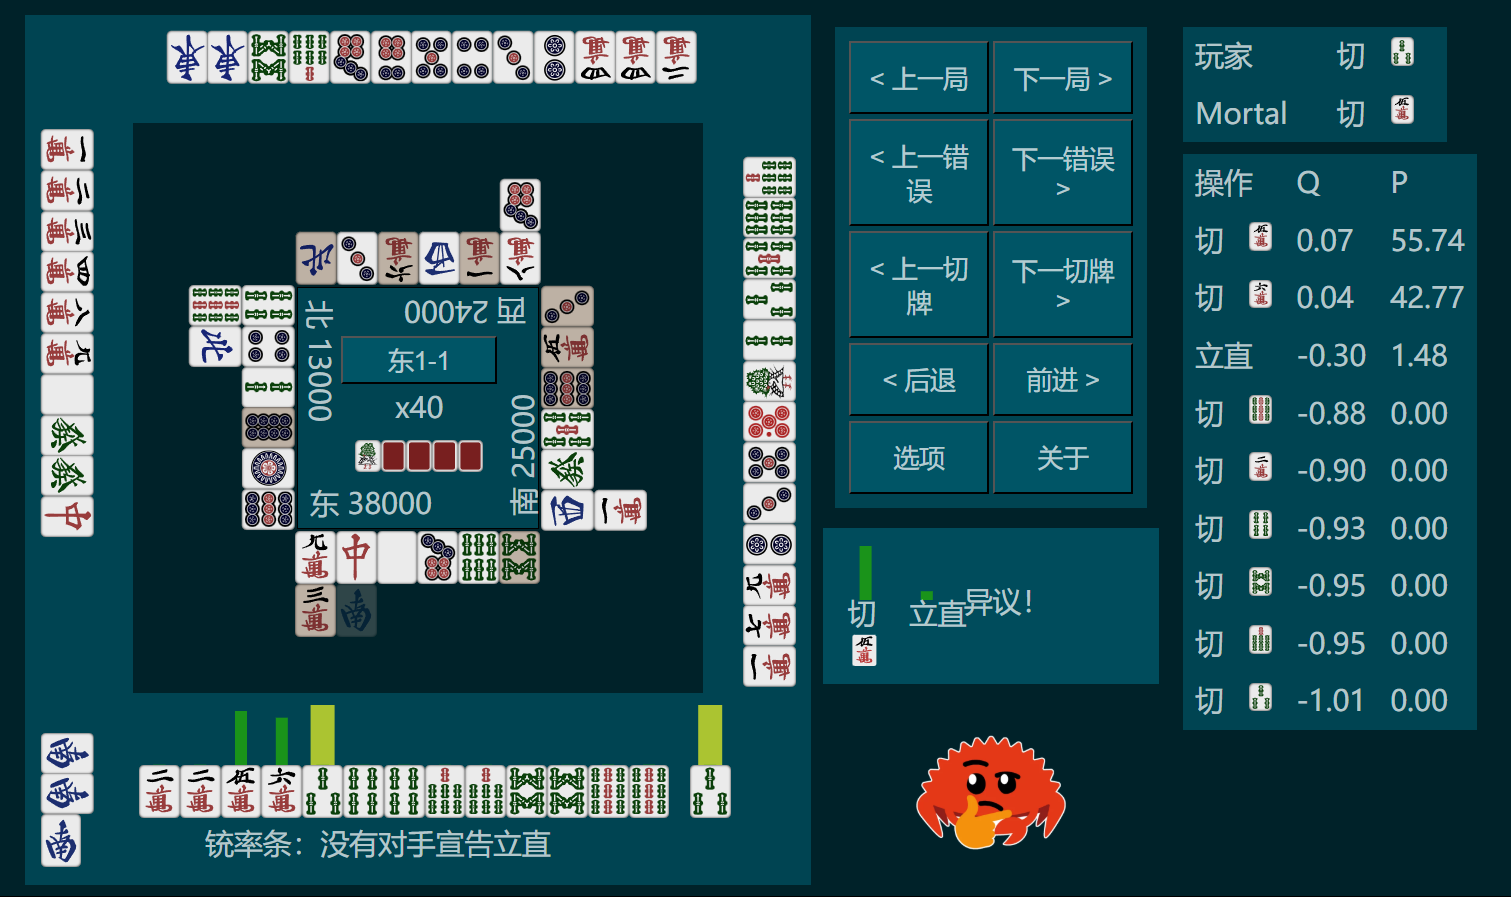 < 上一局
下一局 >
< 上一错误
下一错误 >
< 上一切牌
下一切牌 >
< 后退
前进 >
选项
关于
玩家 切
Mortal 切
操作 Q P
切 0.07 55.74
切 0.04 42.77
立直 -0.30 1.48
切 -0.88 0.00
切 -0.90 0.00
切 -0.93 0.00
切 -0.95 0.00
切 -0.95 0.00
切 -1.01 0.00
切 立直 异议!
西 24000
北 13000
东1-1
x40
南 25000
东 38000
铳率条：没有对手宣告立直